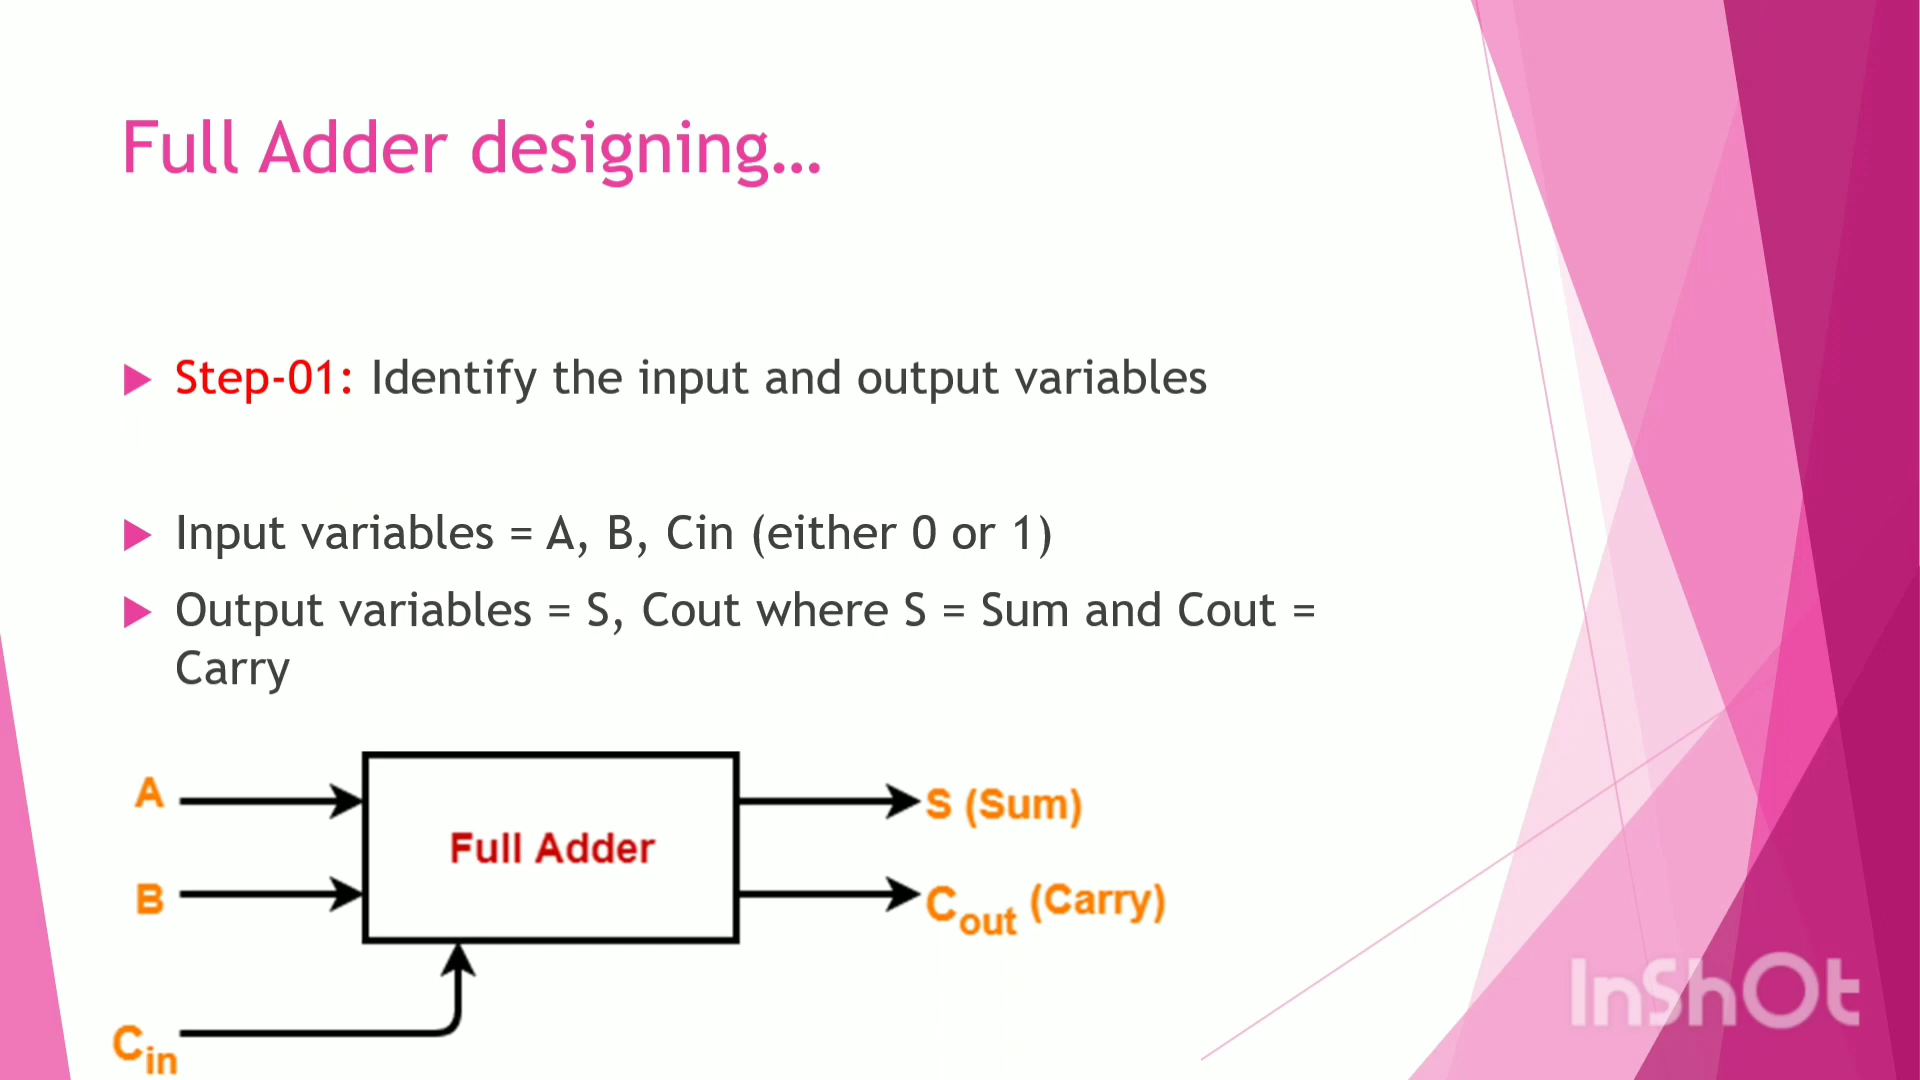 Full Adder designing…
Step-01: Identify the input and output variables
Input variables = A, B, Cin (either 0 or 1)
Output variables = S, Cout where S = Sum and Cout =
Carry
A
S (Sum)
Full Adder
B
Cout (Carry)
Cin
InShOt